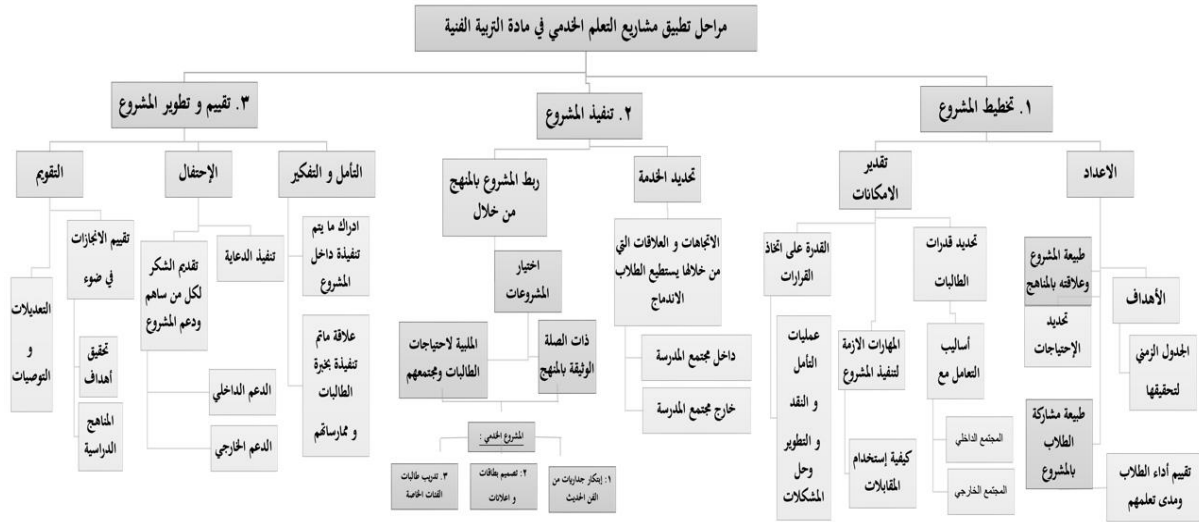 مراحل تطبيق مشاريع التعلم الخدمي في مادة التربية الفنية
١. تخطيط المشروع
الاعداد
طبيعة المشروع
وعلاقته بالمناهج
تحديد
الإحتياجات
طبيعة مشاركة
الطلاب
بالمشروع
الأهداف
الجدول الزمني
لتحقيقها
تقييم أداء الطلاب
ومدى تعلمهم
تقدير
الامكانات
تحديد قدرات
الطالبات
أساليب
التعامل مع
المجتمع الداخلي
المجتمع الخارجي
المهارات الازمة
لتنفيذ المشروع
كيفية إستخدام
المقابلات
القدرة على اتخاذ
القرارات
عمليات
التأمل
و النقد
و التطوير
وحل
المشكلات
٢. تنفيذ المشروع
تحديد الخدمة
الاتجاهات و العلاقات التي
من خلالها يستطيع الطلاب
الاندماج
داخل مجتمع المدرسة
خارج مجتمع المدرسة
ربط المشروع بالمنهج
من خلال
اختيار
المشروعات
ذات الصلة
الوثيقة بالمنهج
الملبية لاحتياجات
الطالبات ومجتمعهم
المشروع الخدمي :
١: إبتكار جداريات من
الفن الحديث
٢: تصميم بطاقات
و اعلانات
٣. تدريب طالبات
الفئات الخاصة
٣. تقييم و تطوير المشروع
التأمل و التفكير
ادراك ما يتم
تنفيذة داخل
المشروع
علاقة ماتم
تنفيذة بخبرة
الطالبات
و ممارساتهم
الإحتفال
تنفيذ الدعاية
تقديم الشكر
لكل من ساهم
ودعم المشروع
الدعم الداخلي
الدعم الخارجي
التقويم
تقييم الانجازات
في ضوء
تحقيق
أهداف
المناهج
الدراسية
التعديلات
و
التوصيات